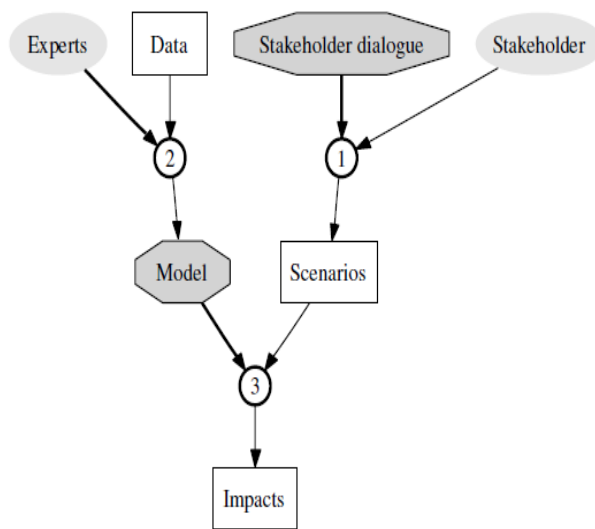 Experts
Data
Stakeholder dialogue
Stakeholder
2
1
Model
Scenarios
3
Impacts